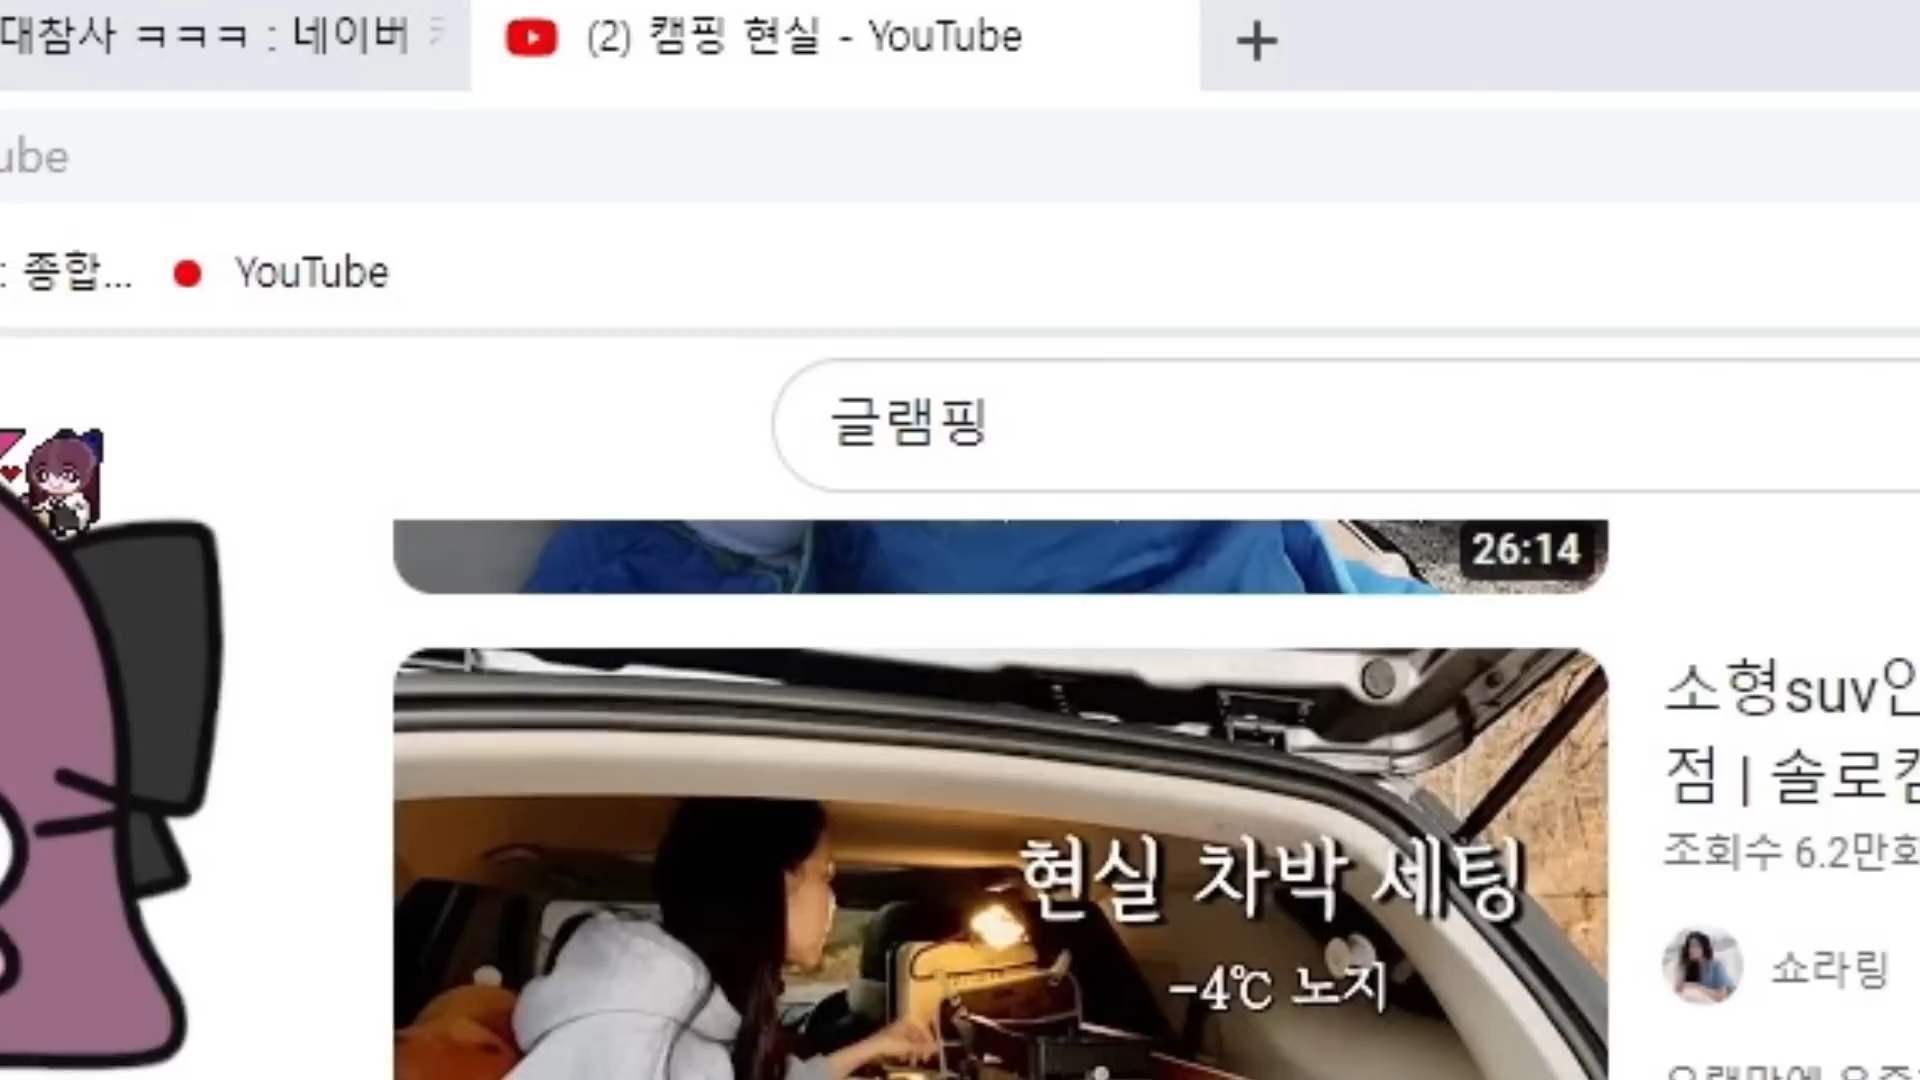 대참사 ㅋㅋㅋ : 네이버
(2) 캠핑 현실 - YouTube
+
ube
: 종합...
YouTube
글램핑
26:14
현실 차박 세팅
-4℃ 노지
소형suv인
점 | 솔로캠
조회수 6.2만회
쇼라링